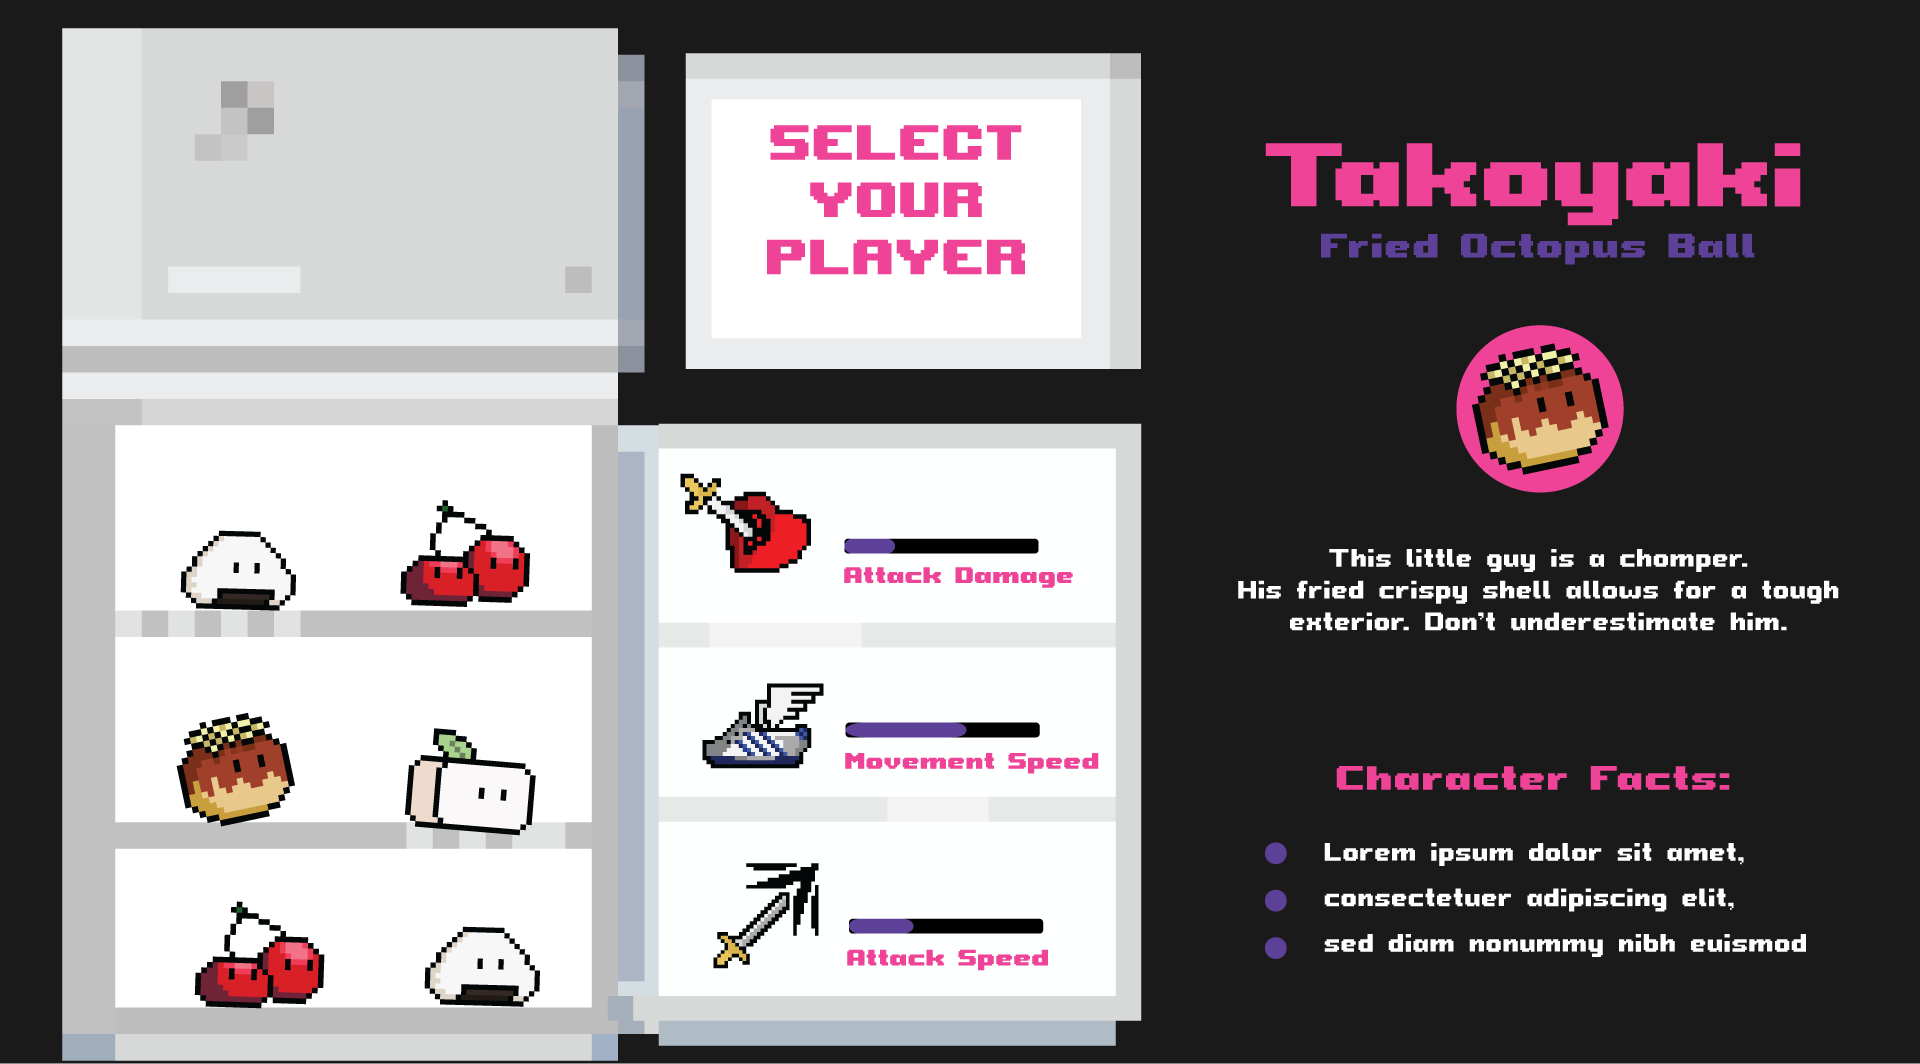 SELECT
YOUR
PLAYER
Attack Damage
Movement Speed
Attack Speed
Takoyaki
Fried Octopus Ball
This little guy is a chomper.
His fried crispy shell allows for a tough
exterior. Don't underestimate him.
Character Facts:
Lorem ipsum dolor sit amet,
consectetuer adipiscing elit,
sed diam nonummy nibh euismod